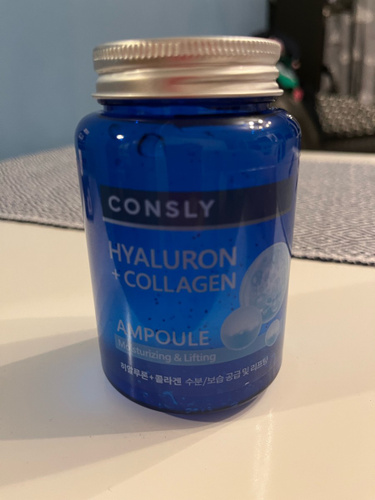 CONSLY
HYALURON
+ COLLAGEN
AMPOULE
Moisturizing & Lifting
히알루론+콜라겐 수분/보습 공급 및 리프팅